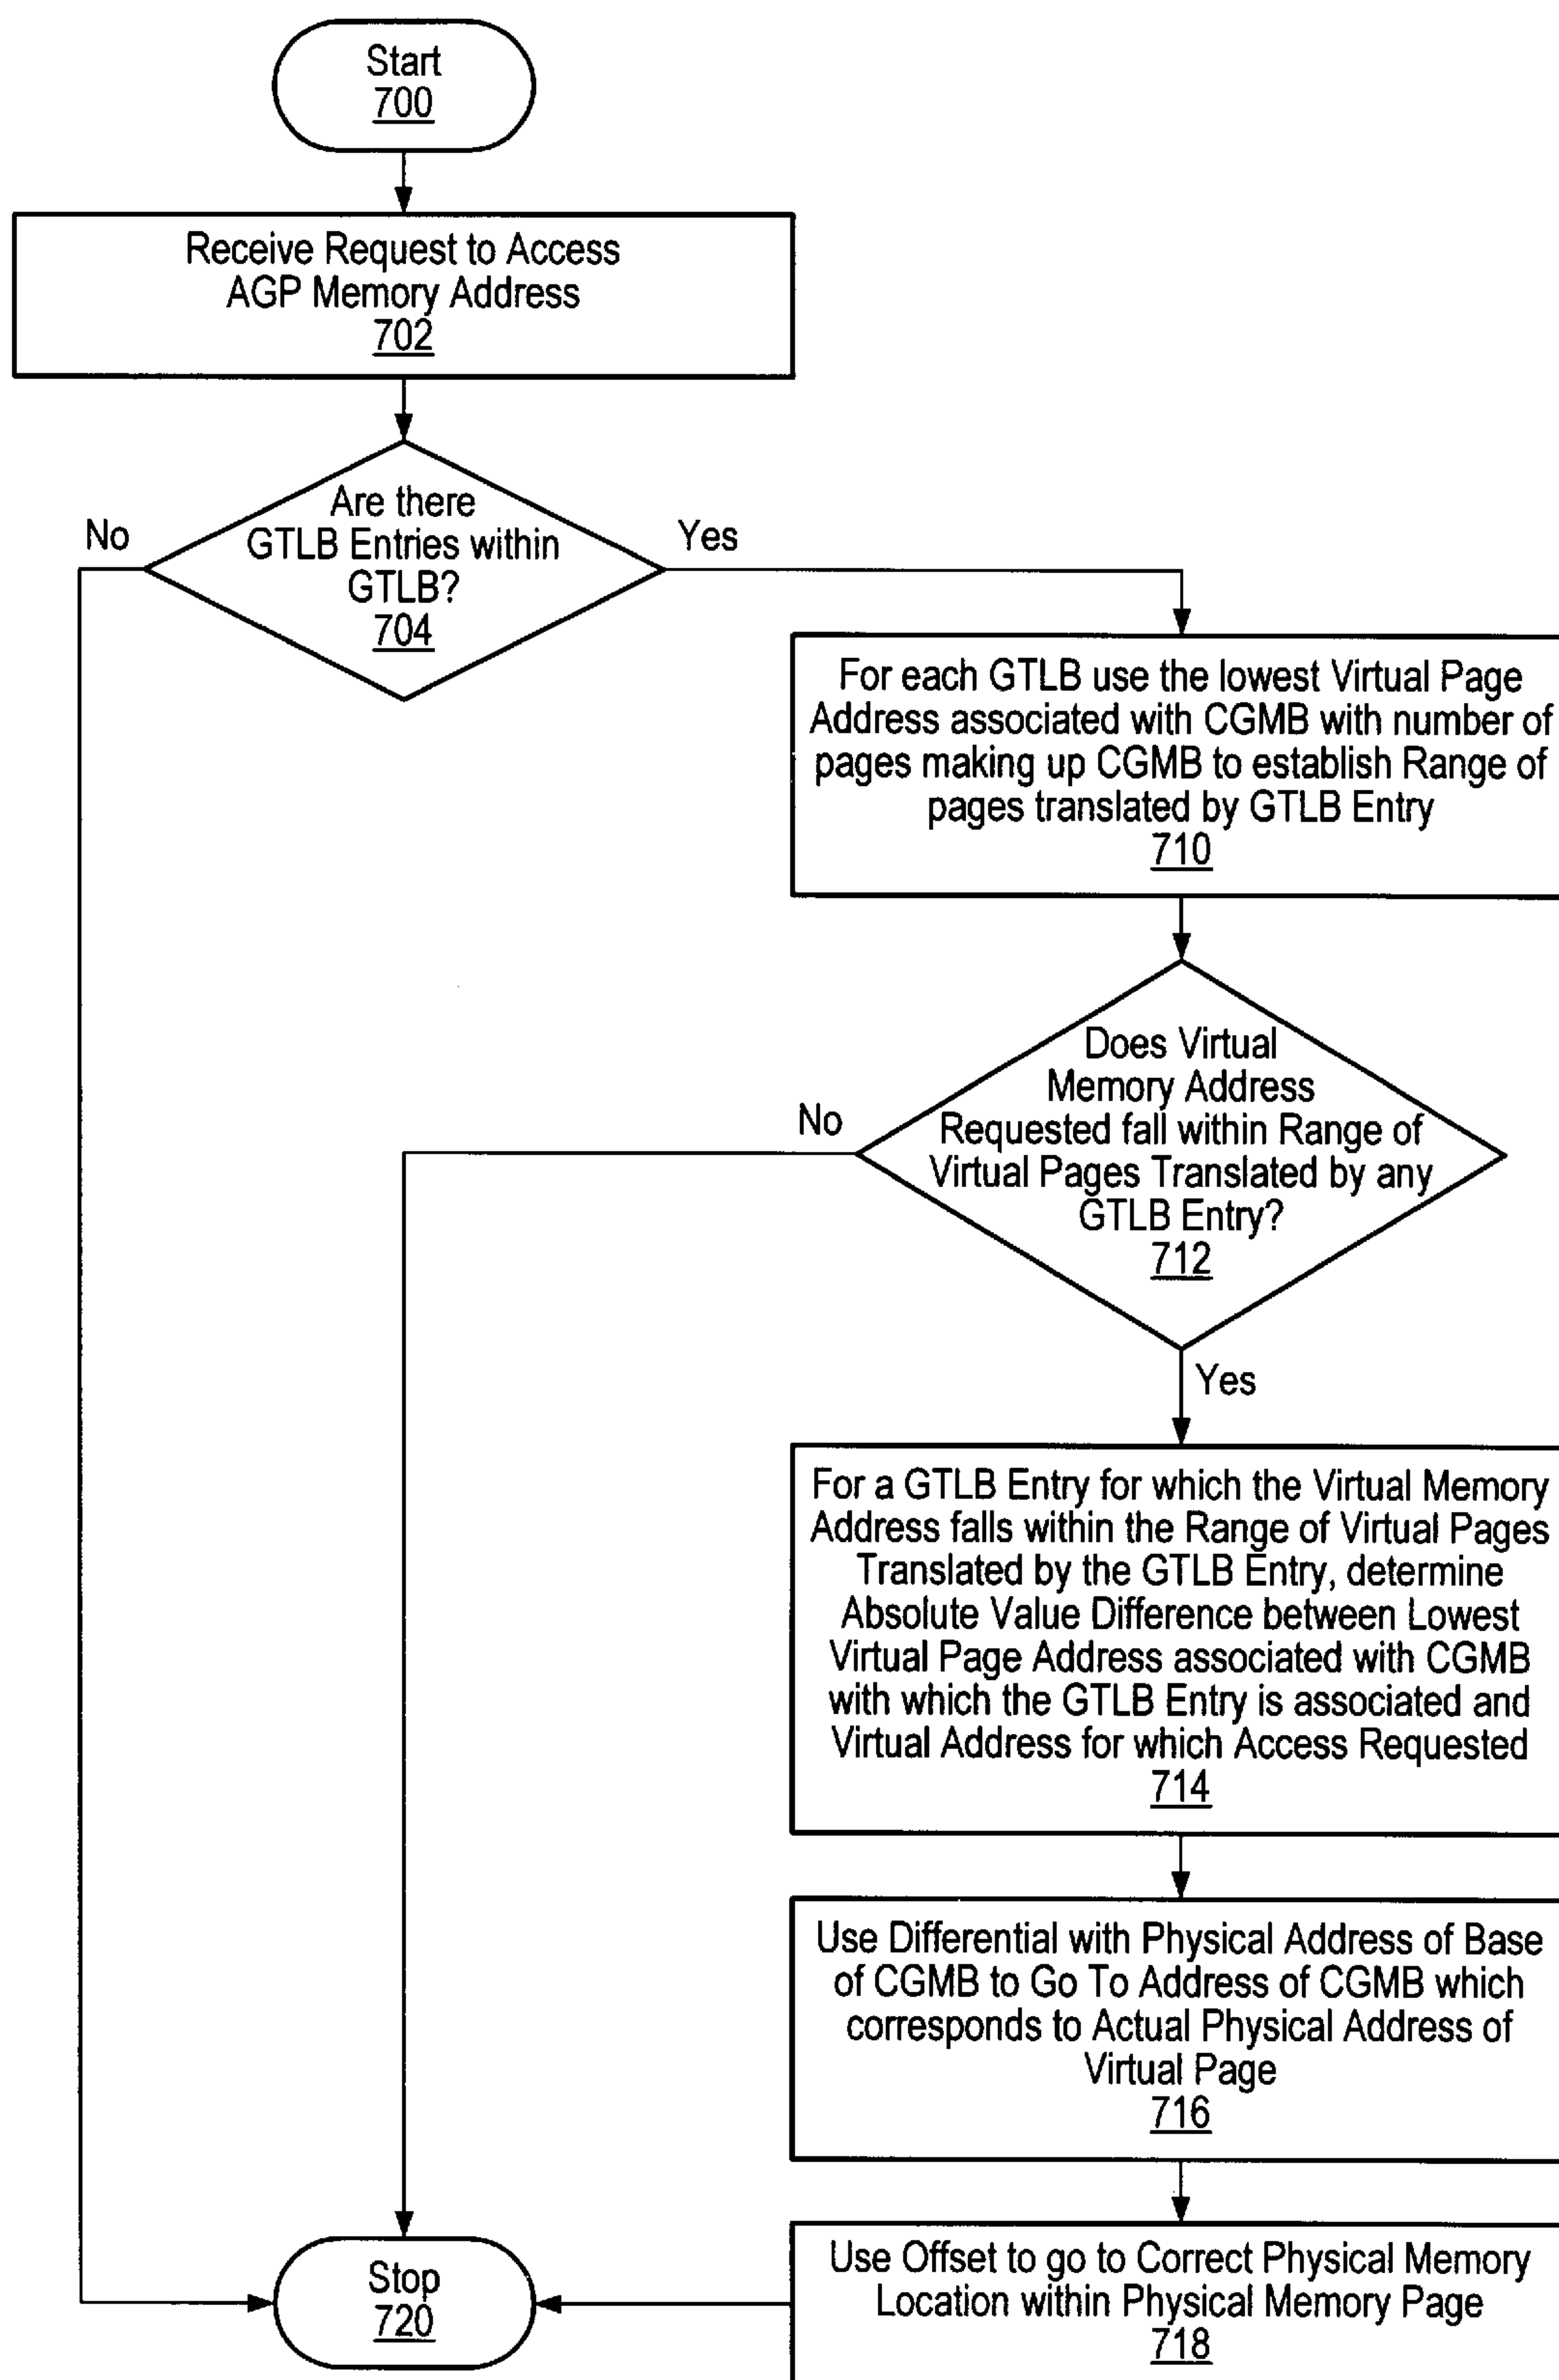 Start
700
Receive Request to Access
AGP Memory Address
702
Are there
GTLB Entries within
GTLB?
704
No
Yes
For each GTLB use the lowest Virtual Page
Address associated with CGMB with number of
pages making up CGMB to establish Range of
pages translated by GTLB Entry
710
Does Virtual
Memory Address
Requested fall within Range of
Virtual Pages Translated by any
GTLB Entry?
712
No
Yes
For a GTLB Entry for which the Virtual Memory
Address falls within the Range of Virtual Pages
Translated by the GTLB Entry, determine
Absolute Value Difference between Lowest
Virtual Page Address associated with CGMB
with which the GTLB Entry is associated and
Virtual Address for which Access Requested
714
Use Differential with Physical Address of Base
of CGMB to Go To Address of CGMB which
corresponds to Actual Physical Address of
Virtual Page
716
Use Offset to go to Correct Physical Memory
Location within Physical Memory Page
718
Stop
720